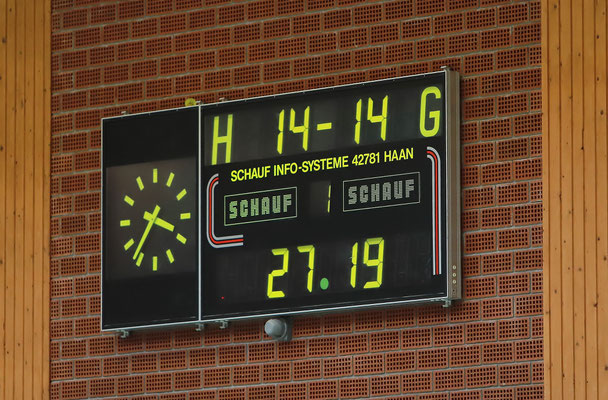 H 14-14 G
SCHAUF INFO-SYSTEME 42781 HAAN
SCHAUF 1 SCHAUF
27.19